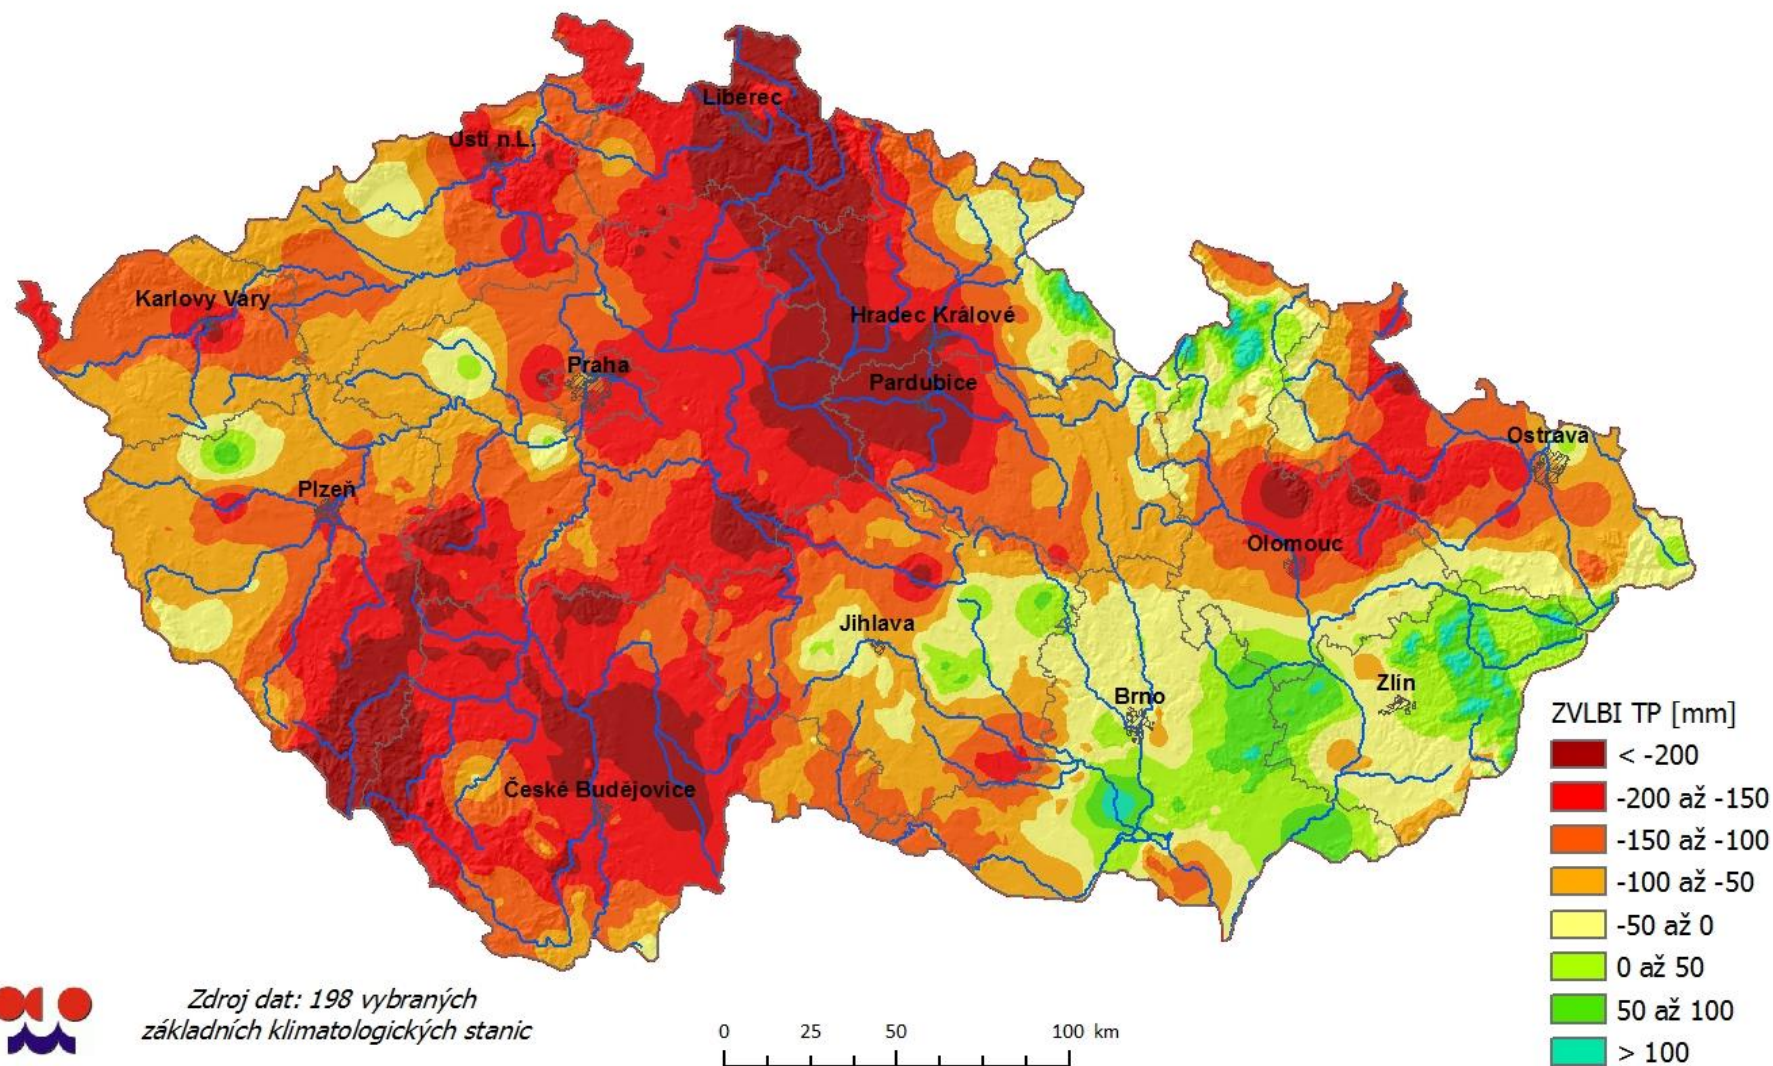 Liberec
Ústí n.L.
Karlovy Vary
Hradec Králové
Praha
Pardubice
Ostrava
Plzeň
Olomouc
Jihlava
Zlín
Brno
České Budějovice
ZVLBI TP [mm]
< -200
-200 až -150
-150 až -100
-100 až -50
-50 až 0
0 až 50
50 až 100
> 100
Zdroj dat: 198 vybraných
základních klimatologických stanic
0 25 50 100 km